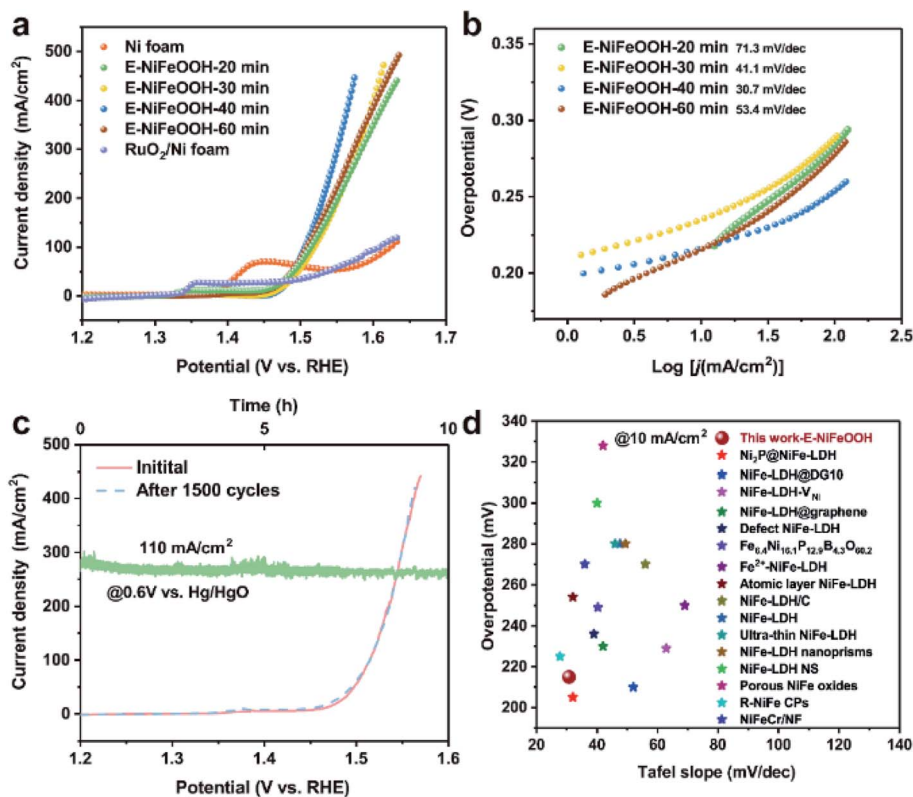 a
Current density (mA/cm²)
500
400
300
200
100
0
Ni foam
E-NiFeOOH-20 min
E-NiFeOOH-30 min
E-NiFeOOH-40 min
E-NiFeOOH-60 min
RuO₂/Ni foam
1.2 1.3 1.4 1.5 1.6 1.7
Potential (V vs. RHE)
b
Overpotential (V)
0.35
0.30
0.25
0.20
E-NiFeOOH-20 min 71.3 mV/dec
E-NiFeOOH-30 min 41.1 mV/dec
E-NiFeOOH-40 min 30.7 mV/dec
E-NiFeOOH-60 min 53.4 mV/dec
0.0 0.5 1.0 1.5 2.0 2.5
Log [j(mA/cm²)]
c
Time (h)
0 5 10
Current density (mA/cm²)
500
400
300
200
100
0
Initital
After 1500 cycles
110 mA/cm²
@0.6V vs. Hg/HgO
1.2 1.3 1.4 1.5 1.6
Potential (V vs. RHE)
d
Overpotential (mV)
340
320
300
280
260
240
220
200
@10 mA/cm²
This work-E-NiFeOOH
Ni₂P@NiFe-LDH
NiFe-LDH@DG10
NiFe-LDH-V_Ni
NiFe-LDH@graphene
Defect NiFe-LDH
Fe₆.₄Ni₁₆.₁P₁₂.₉B₄.₃O₆₀.₂
Fe²⁺-NiFe-LDH
Atomic layer NiFe-LDH
NiFe-LDH/C
NiFe-LDH
Ultra-thin NiFe-LDH
NiFe-LDH nanoprisms
NiFe-LDH NS
Porous NiFe oxides
R-NiFe CPs
NiFeCr/NF
20 40 60 80 100 120 140
Tafel slope (mV/dec)